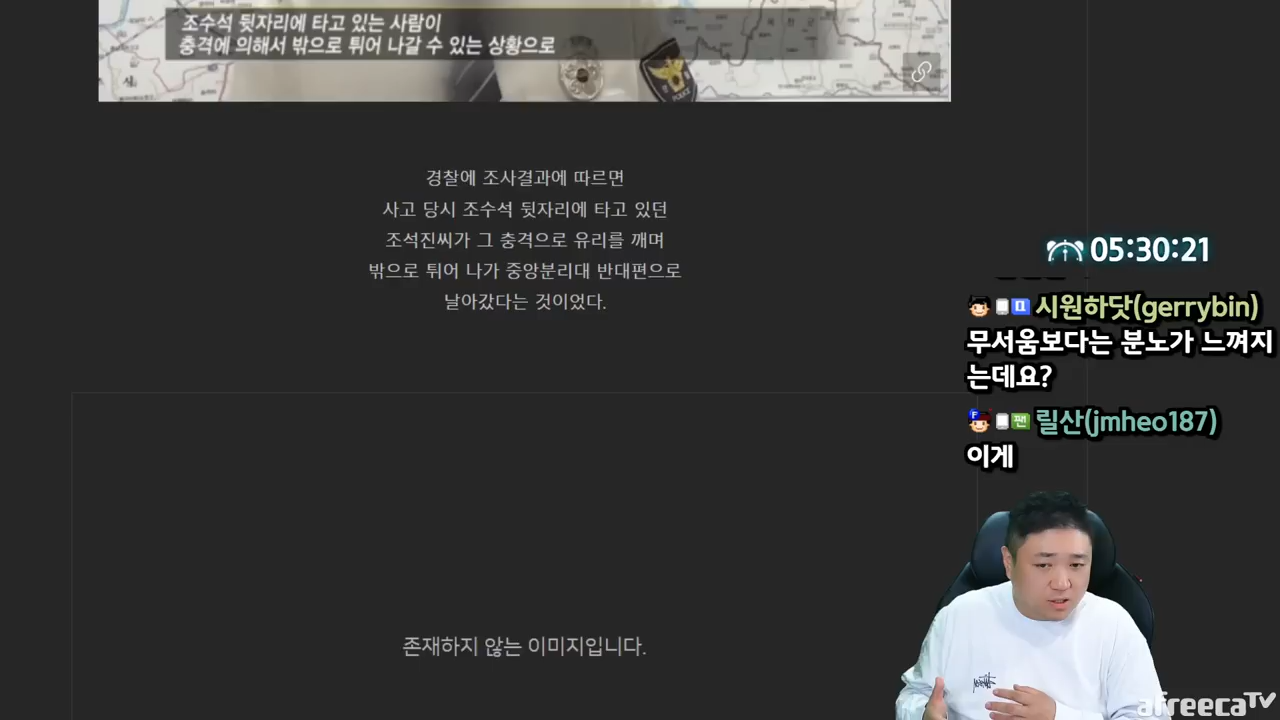 조수석 뒷자리에 타고 있는 사람이
충격에 의해서 밖으로 튀어 나갈 수 있는 상황으로
POLICE
경찰에 조사결과에 따르면
사고 당시 조수석 뒷자리에 타고 있던
조석진씨가 그 충격으로 유리를 깨며
밖으로 튀어 나가 중앙분리대 반대편으로
날아갔다는 것이었다.
존재하지 않는 이미지입니다.
05:30:21
시원하닷(gerrybin)
무서움보다는 분노가 느껴지
는데요?
F 팬 릴산(jmheo187)
이게
afreecaTV